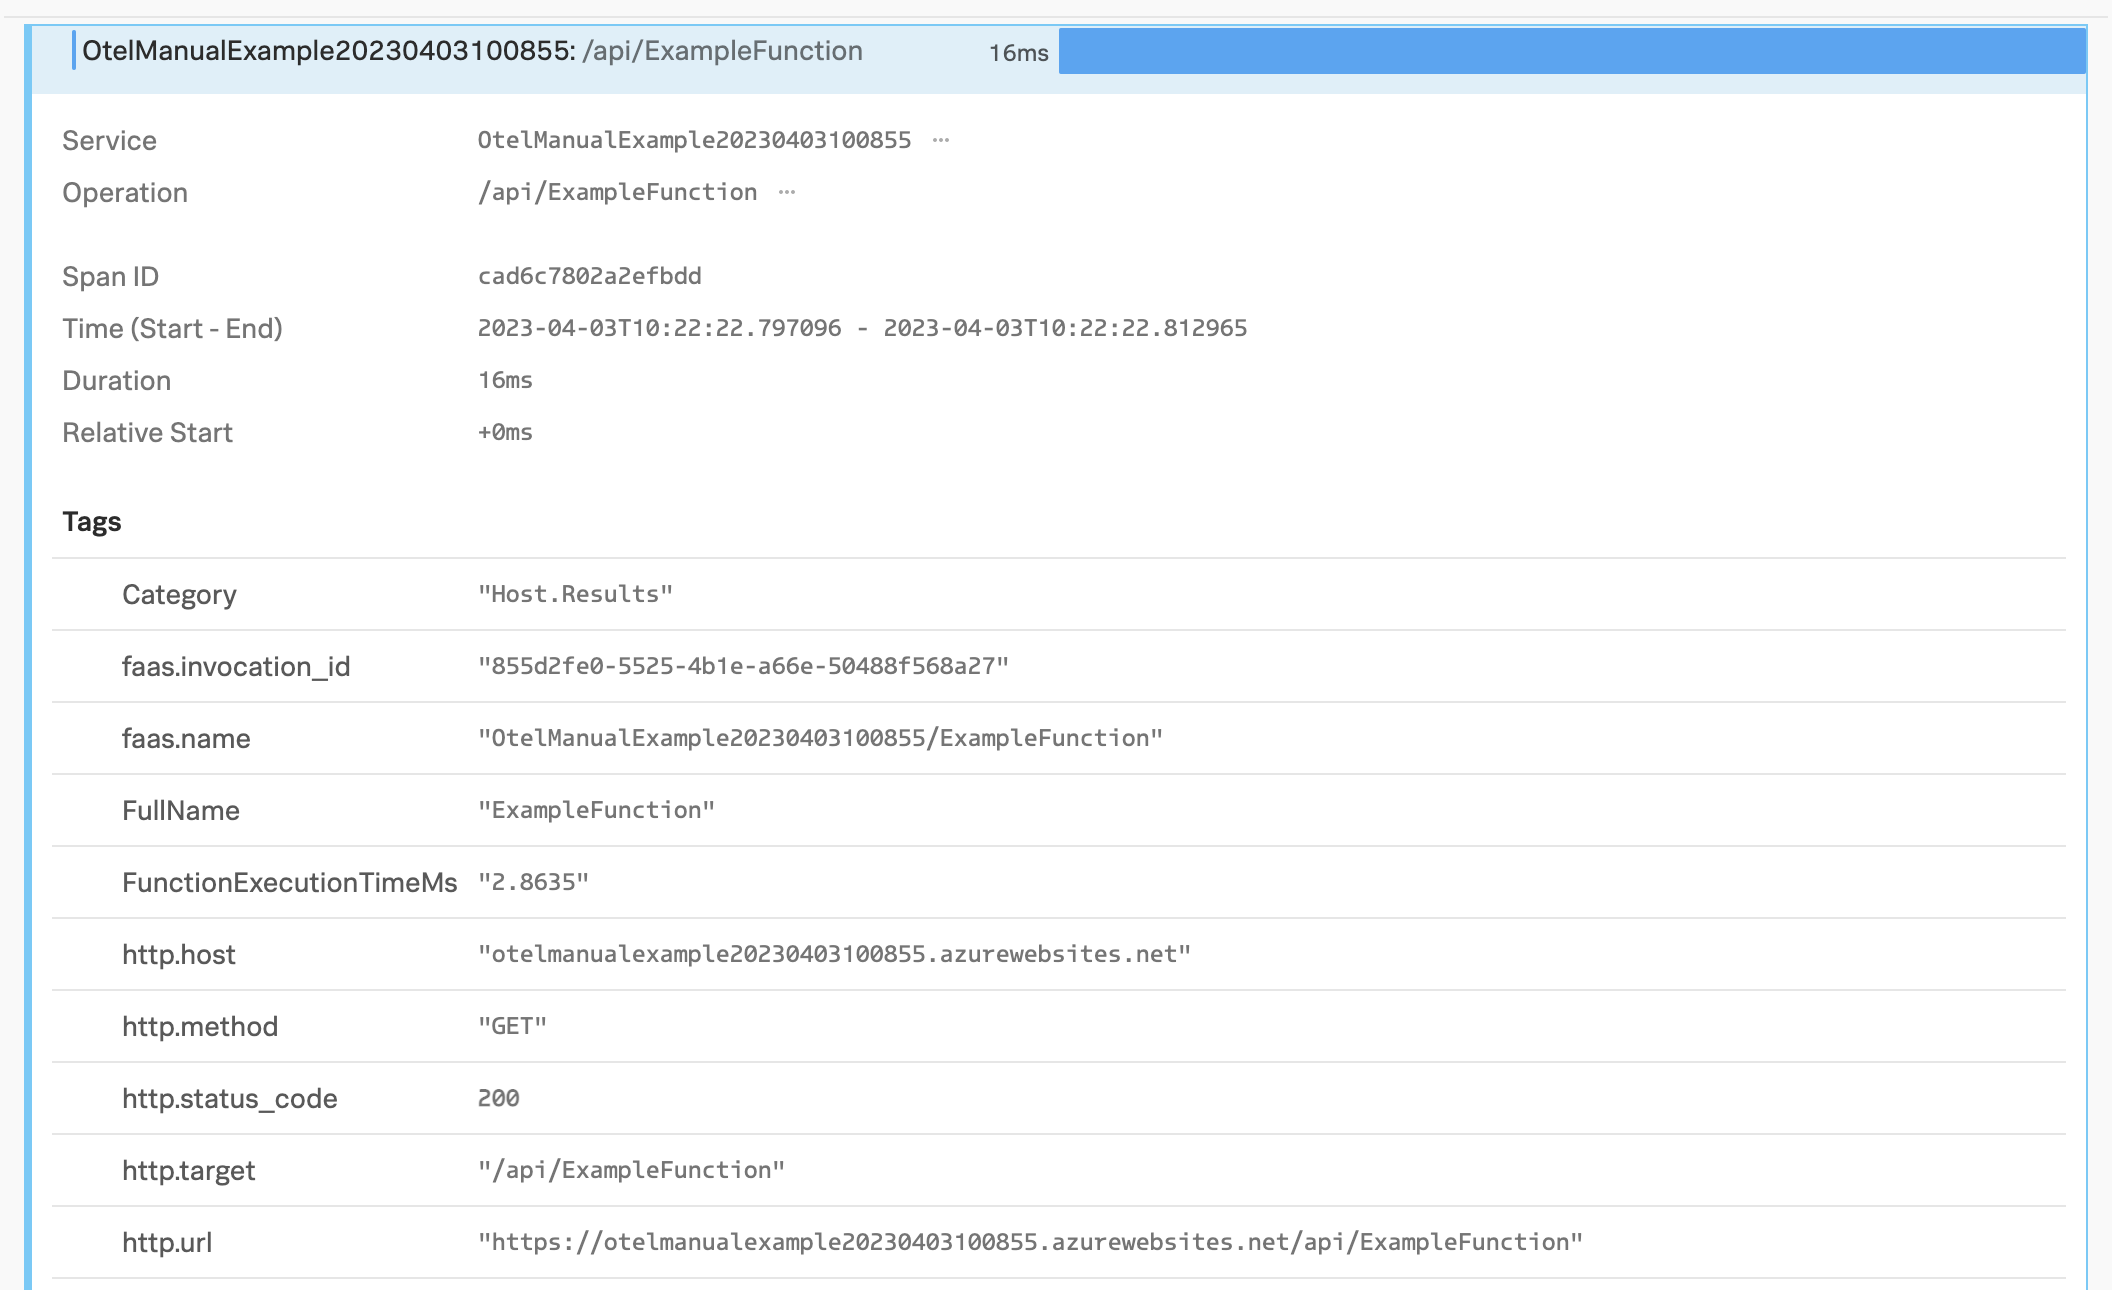 OtelManualExample20230403100855: /api/ExampleFunction 16ms
Service OtelManualExample20230403100855 ···
Operation /api/ExampleFunction ···
Span ID cad6c7802a2efbdd
Time (Start - End) 2023-04-03T10:22:22.797096 - 2023-04-03T10:22:22.812965
Duration 16ms
Relative Start +0ms
Tags
Category "Host.Results"
faas.invocation_id "855d2fe0-5525-4b1e-a66e-50488f568a27"
faas.name "OtelManualExample20230403100855/ExampleFunction"
FullName "ExampleFunction"
FunctionExecutionTimeMs "2.8635"
http.host "otelmanualexample20230403100855.azurewebsites.net"
http.method "GET"
http.status_code 200
http.target "/api/ExampleFunction"
http.url "https://otelmanualexample20230403100855.azurewebsites.net/api/ExampleFunction"